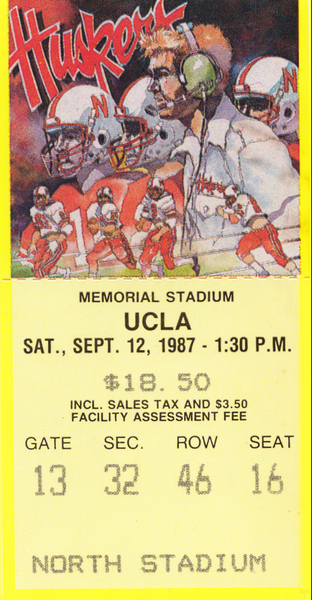 Huskers
N
MEMORIAL STADIUM
UCLA
SAT., SEPT. 12, 1987 - 1:30 P.M.
$18.50
INCL. SALES TAX AND $3.50
FACILITY ASSESSMENT FEE
GATE SEC. ROW SEAT
13 32 46 16
NORTH STADIUM